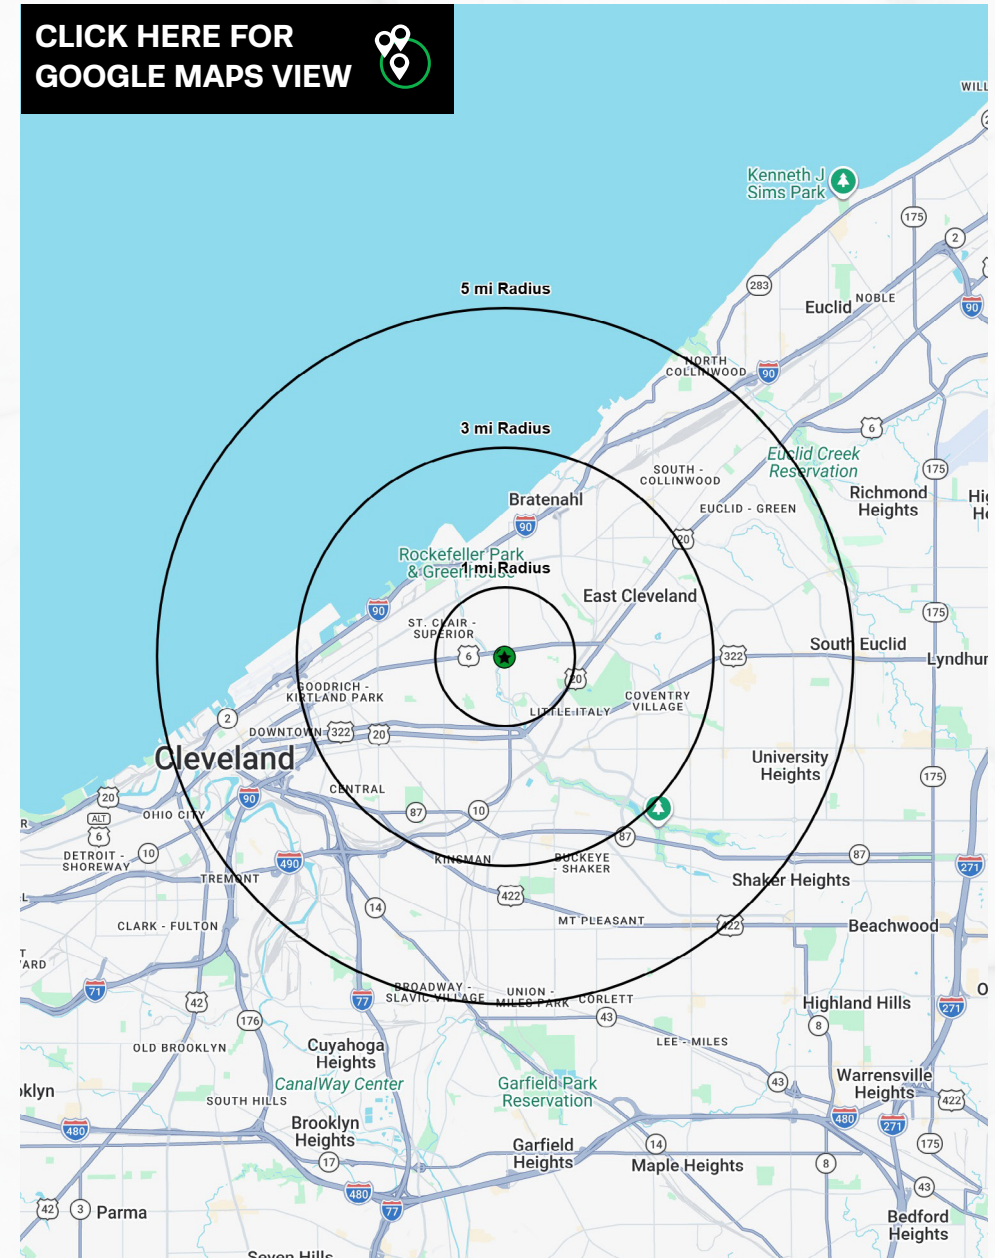 CLICK HERE FOR
GOOGLE MAPS VIEW
WILL
Kenneth J
Sims Park
175
2
283
5 mi Radius
Euclid
NOBLE
90
NORTH
COLLINWOOD
90
3 mi Radius
6
Euclid Creek
Reservation
SOUTH -
COLLINWOOD
175
Richmond
Heights
Bratenahl
EUCLID - GREEN
90
20
Rockefeller Park
& Greenhouse
1 mi Radius
East Cleveland
90
175
ST. CLAIR -
SUPERIOR
6
322
South Euclid
Lyndhur
20
GOODRICH -
KIRTLAND PARK
COVENTRY
VILLAGE
LITTLE ITALY
2
DOWNTOWN
322
20
Cleveland
University
Heights
175
CENTRAL
20
90
ALT
6
OHIO CITY
87
10
87
DETROIT -
SHOREWAY
10
490
KINSMAN
BUCKEYE
- SHAKER
87
271
TREMONT
Shaker Heights
422
14
CLARK - FULTON
MT PLEASANT
422
Beachwood
71
42
77
BROADWAY -
SLAVIC VILLAGE
UNION -
MILES PARK
CORLETT
43
Highland Hills
271
176
8
OLD BROOKLYN
Cuyahoga
Heights
LEE - MILES
CanalWay Center
Garfield Park
Reservation
43
Warrensville
Heights
422
oklyn
SOUTH HILLS
480
Brooklyn
Heights
480
271
17
Garfield
Heights
14
Maple Heights
8
175
480
77
43
42
3
Parma
Bedford
Heights
Seven Hills